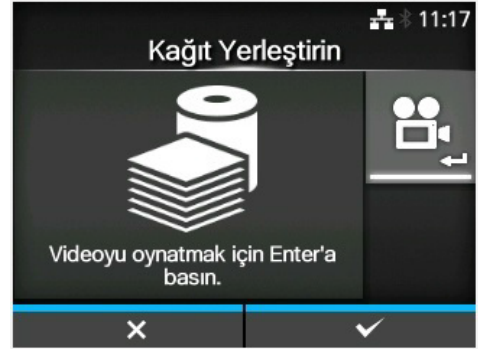 11:17
Kağıt Yerleştirin
Videoyu oynatmak için Enter'a
basın.